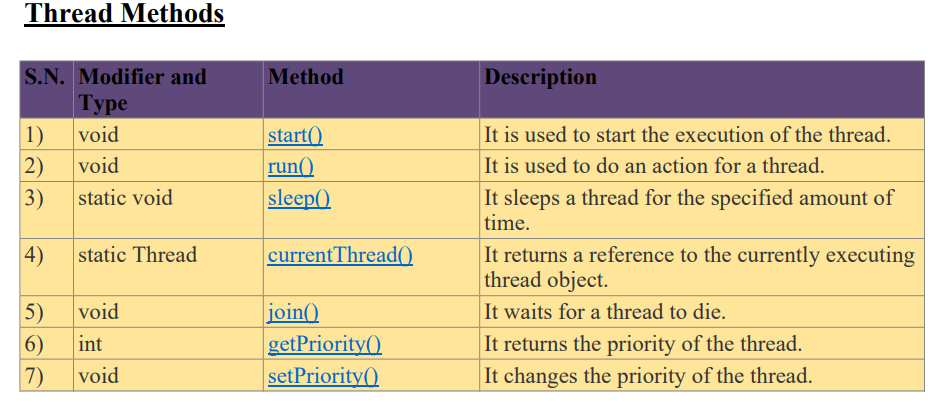 Thread Methods
S.N. Modifier and Type Method Description
1) void start() It is used to start the execution of the thread.
2) void run() It is used to do an action for a thread.
3) static void sleep() It sleeps a thread for the specified amount of
time.
4) static Thread currentThread() It returns a reference to the currently executing
thread object.
5) void join() It waits for a thread to die.
6) int getPriority() It returns the priority of the thread.
7) void setPriority() It changes the priority of the thread.